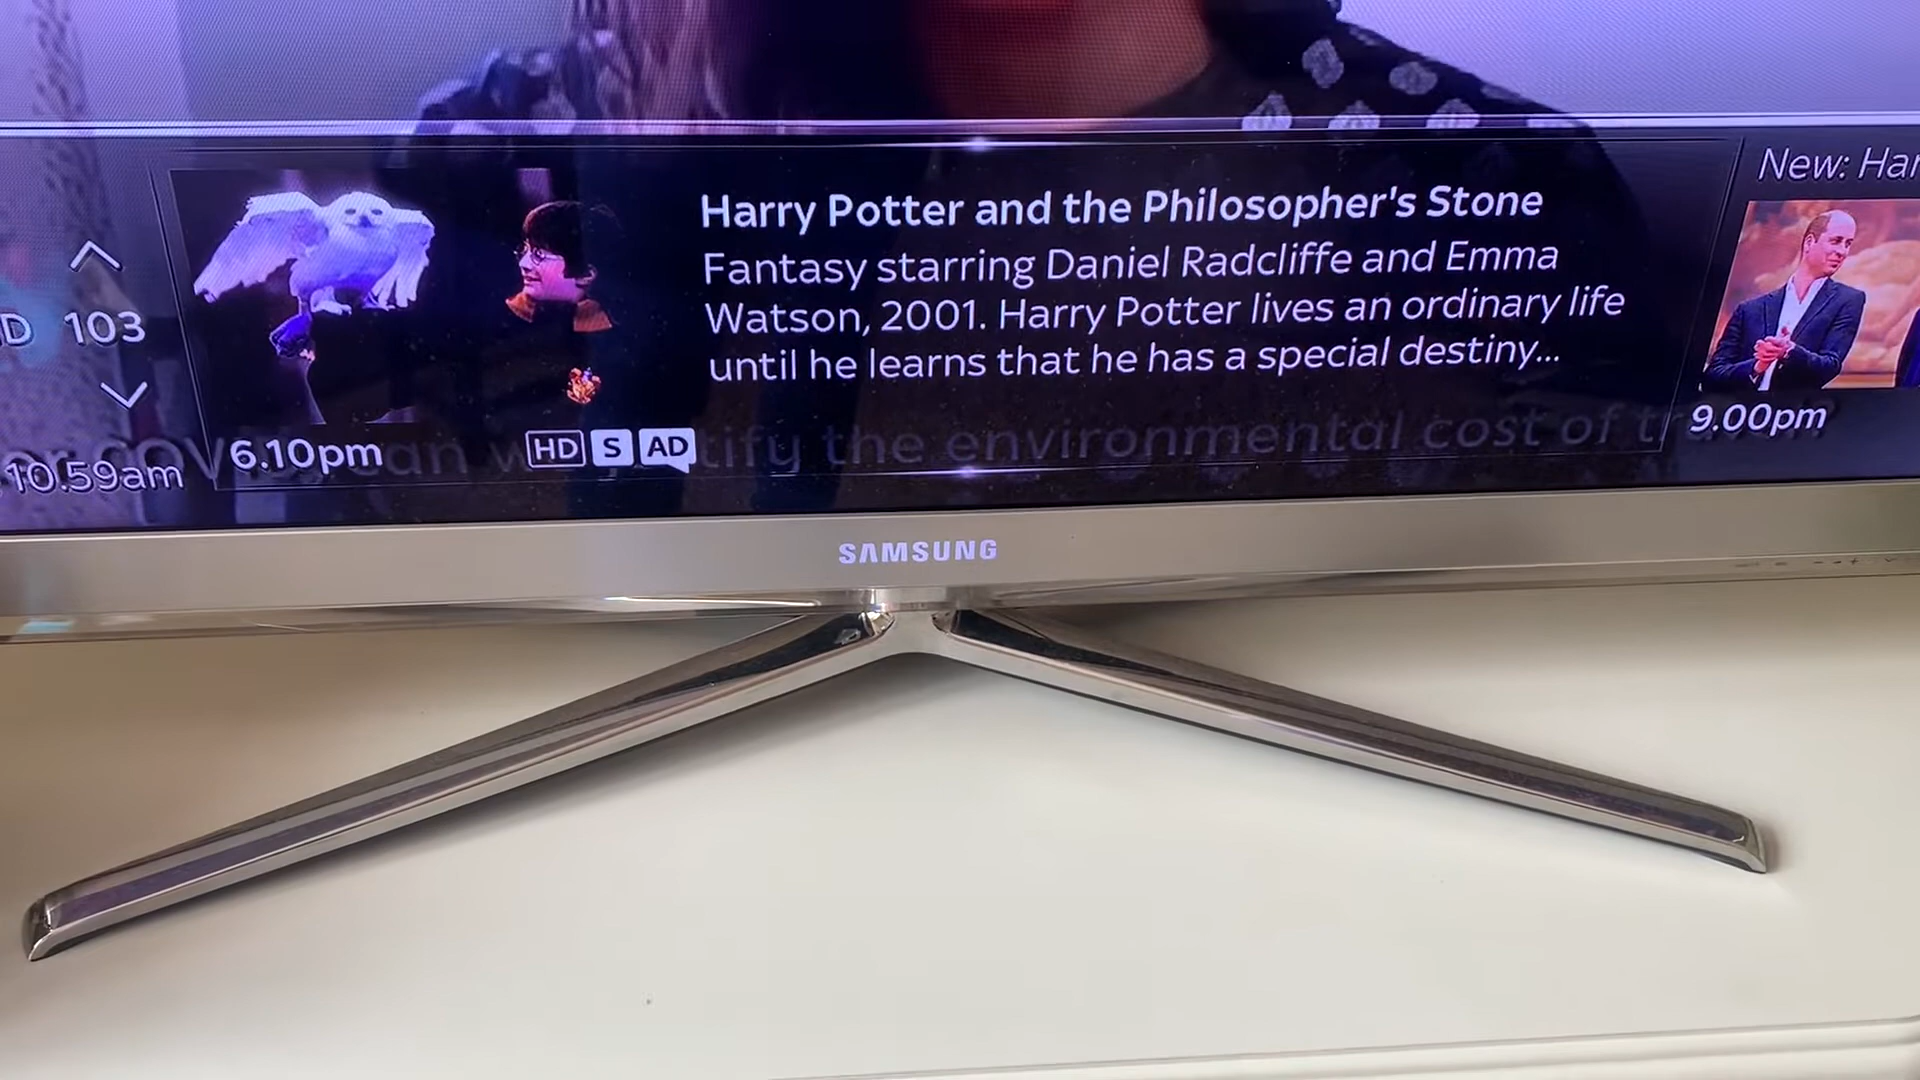 Harry Potter and the Philosopher's Stone
Fantasy starring Daniel Radcliffe and Emma
Watson, 2001. Harry Potter lives an ordinary life
until he learns that he has a special destiny...
New: Har
D 103
10.59am
6.10pm
HD S AD
9.00pm
the environmental cost of
SAMSUNG